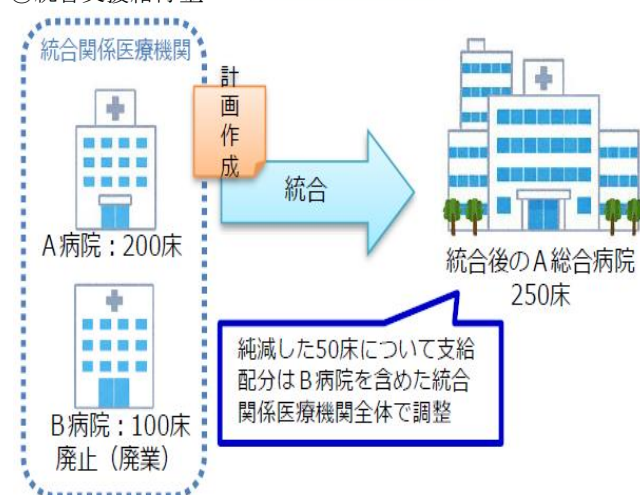 統合関係医療機関
計画作成
統合
A病院：200床
B病院：100床
廃止（廃業）
統合後のA総合病院
250床
純減した50床について支給
配分はB病院を含めた統合
関係医療機関全体で調整